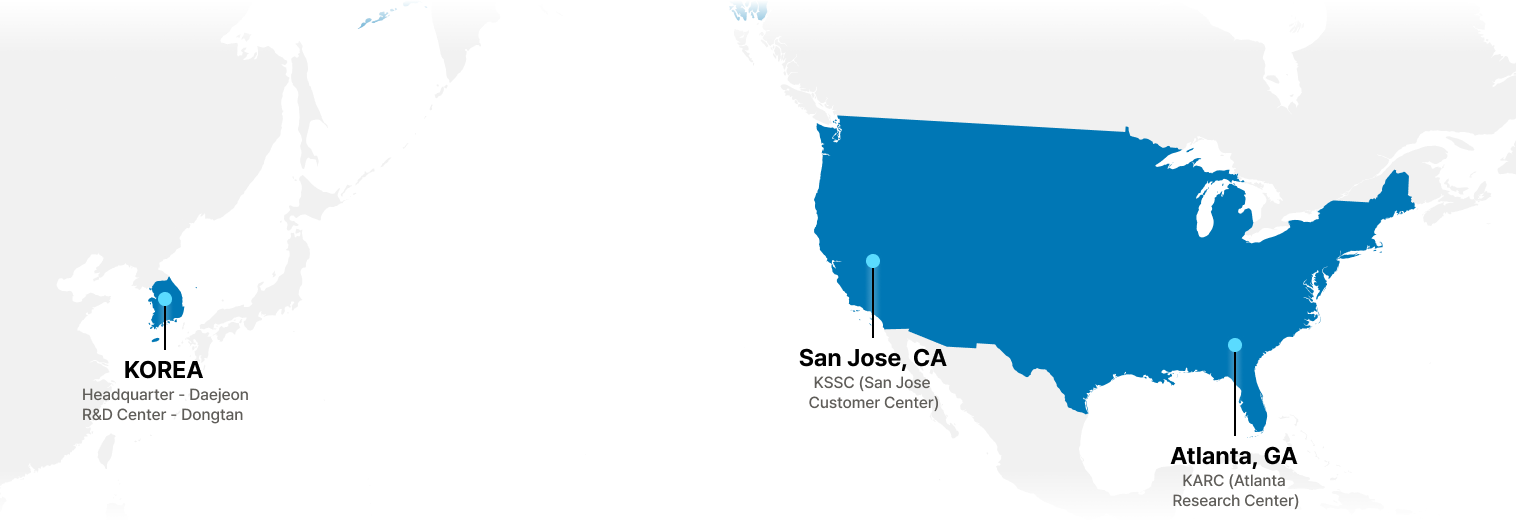 KOREA
Headquarter - Daejeon
R&D Center - Dongtan
San Jose, CA
KSSC (San Jose
Customer Center)
Atlanta, GA
KARC (Atlanta
Research Center)